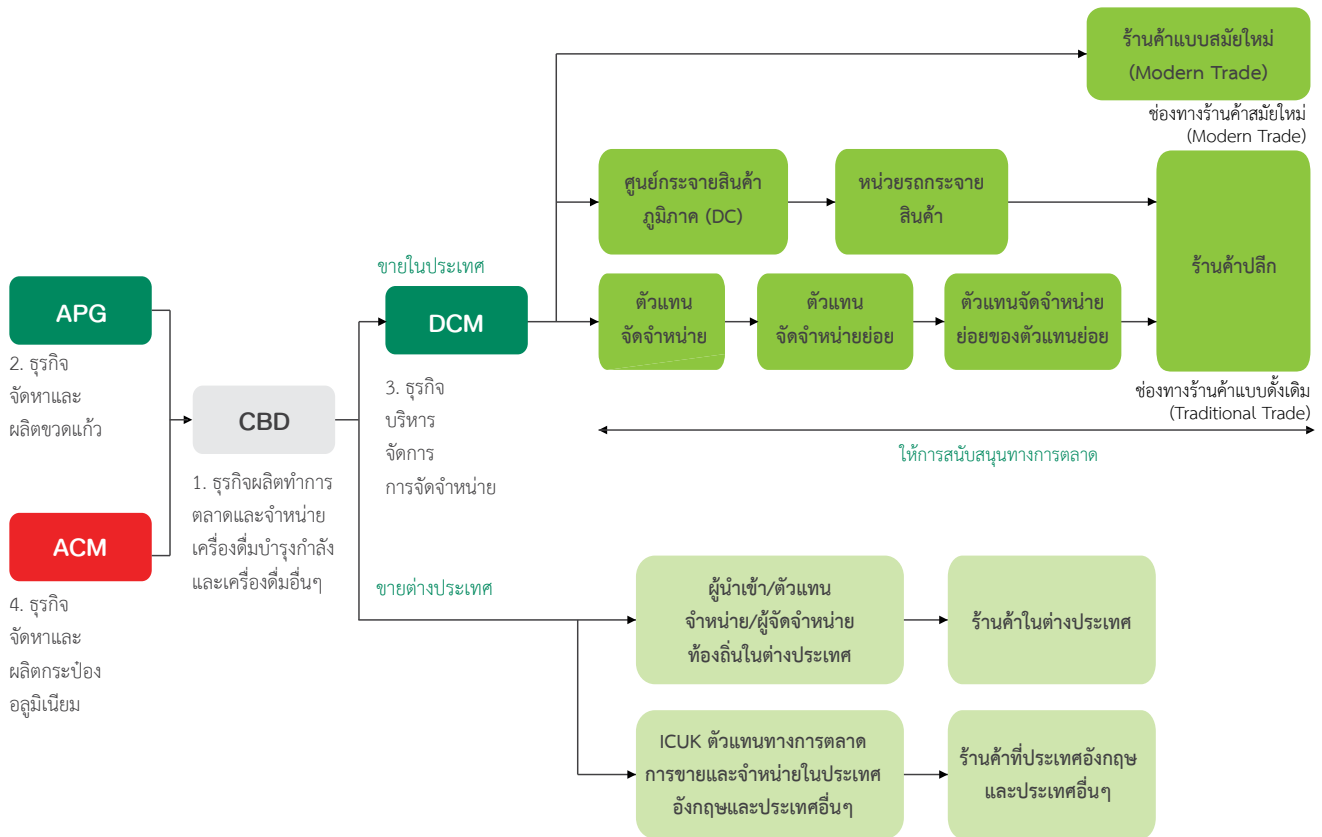 ร้านค้าแบบสมัยใหม่
(Modern Trade)
ช่องทางร้านค้าสมัยใหม่
(Modern Trade)
ศูนย์กระจายสินค้า
ภูมิภาค (DC)
หน่วยรถกระจาย
สินค้า
ร้านค้าปลีก
ขายในประเทศ
APG
DCM
ตัวแทน
จัดจำหน่าย
ตัวแทน
จัดจำหน่ายย่อย
ตัวแทนจัดจำหน่าย
ย่อยของตัวแทนย่อย
2. ธุรกิจ
จัดหาและ
ผลิตขวดแก้ว
CBD
3. ธุรกิจ
บริหาร
จัดการ
การจัดจำหน่าย
ช่องทางร้านค้าแบบดั้งเดิม
(Traditional Trade)
ให้การสนับสนุนทางการตลาด
1. ธุรกิจผลิตทำการ
ตลาดและจำหน่าย
เครื่องดื่มบำรุงกำลัง
และเครื่องดื่มอื่นๆ
ACM
4. ธุรกิจ
จัดหาและ
ผลิตกระป๋อง
อลูมิเนียม
ขายต่างประเทศ
ผู้นำเข้า/ตัวแทน
จำหน่าย/ผู้จัดจำหน่าย
ท้องถิ่นในต่างประเทศ
ร้านค้าในต่างประเทศ
ICUK ตัวแทนทางการตลาด
การขายและจำหน่ายในประเทศ
อังกฤษและประเทศอื่นๆ
ร้านค้าที่ประเทศอังกฤษ
และประเทศอื่นๆ